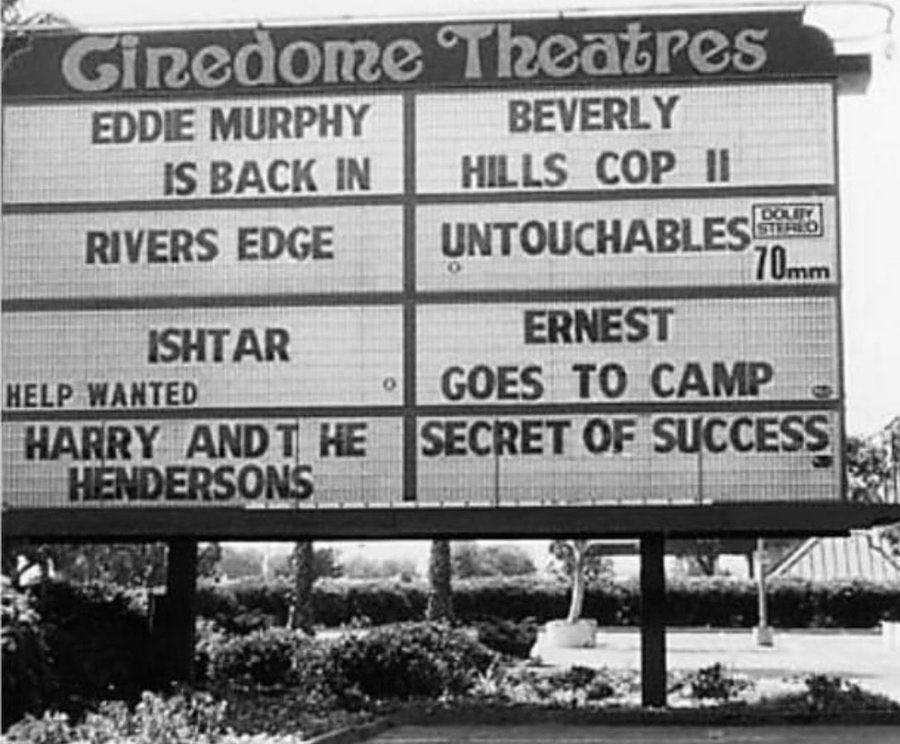 Cinedome Theatres
EDDIE MURPHY
IS BACK IN
BEVERLY
HILLS COP II
RIVERS EDGE
UNTOUCHABLES
DOLBY
STEREO
70mm
ISHTAR
HELP WANTED
ERNEST
GOES TO CAMP
HARRY AND T HE
HENDERSONS
SECRET OF SUCCESS